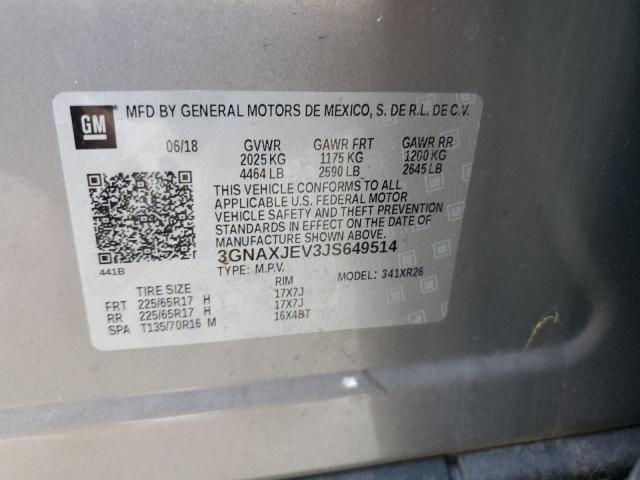 GM MFD BY GENERAL MOTORS DE MEXICO, S. DE R.L. DE C.V.
06/18 GVWR GAWR FRT GAWR RR
2025 KG 1175 KG 1200 KG
4464 LB 2590 LB 2645 LB
THIS VEHICLE CONFORMS TO ALL
APPLICABLE U.S. FEDERAL MOTOR
VEHICLE SAFETY AND THEFT PREVENTION
STANDARDS IN EFFECT ON THE DATE OF
MANUFACTURE SHOWN ABOVE.
441B 3GNAXJEV3JS649514
TYPE: M.P.V. MODEL: 341XR26
TIRE SIZE RIM
FRT 225/65R17 H 17X7J
RR 225/65R17 H 17X7J
SPA T135/70R16 M 16X4BT